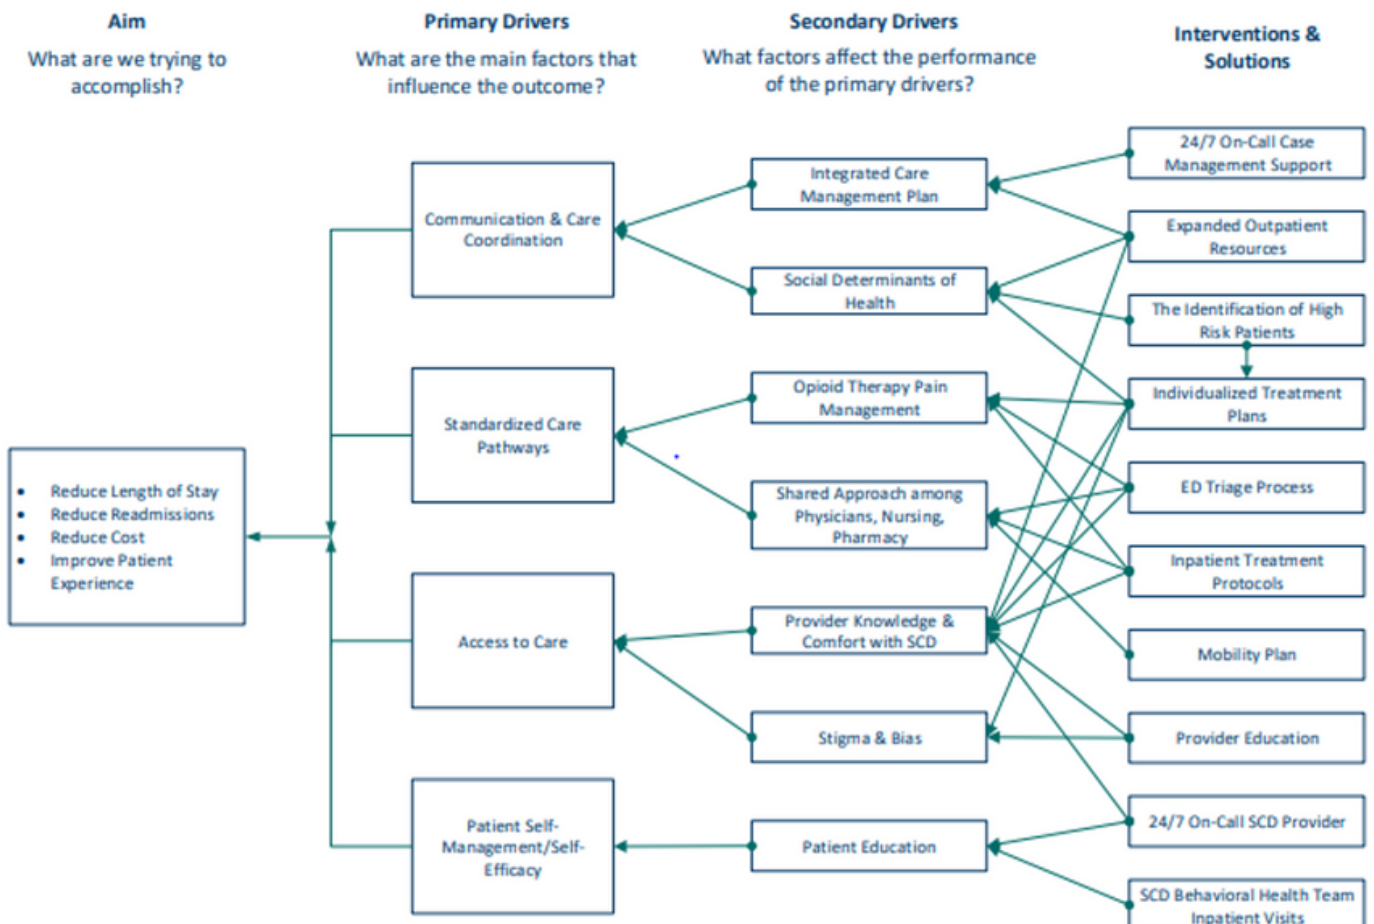 Aim
What are we trying to
accomplish?
Primary Drivers
What are the main factors that
influence the outcome?
Secondary Drivers
What factors affect the performance
of the primary drivers?
Interventions &
Solutions
• Reduce Length of Stay
• Reduce Readmissions
• Reduce Cost
• Improve Patient
Experience
Communication & Care
Coordination
Standardized Care
Pathways
Access to Care
Patient Self-
Management/Self-
Efficacy
Integrated Care
Management Plan
Social Determinants of
Health
Opioid Therapy Pain
Management
Shared Approach among
Physicians, Nursing,
Pharmacy
Provider Knowledge &
Comfort with SCD
Stigma & Bias
Patient Education
24/7 On-Call Case
Management Support
Expanded Outpatient
Resources
The Identification of High
Risk Patients
Individualized Treatment
Plans
ED Triage Process
Inpatient Treatment
Protocols
Mobility Plan
Provider Education
24/7 On-Call SCD Provider
SCD Behavioral Health Team
Inpatient Visits